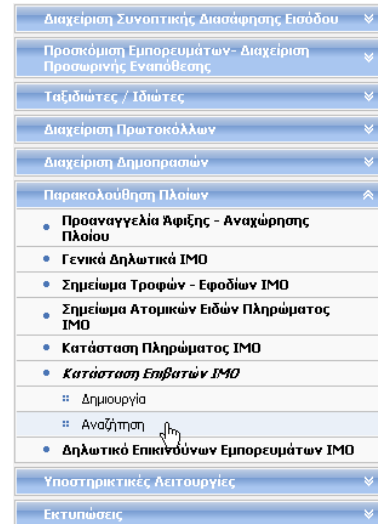 Διαχείριση Συνοπτικής Διασάφησης Εισόδου
Προσκόμιση Εμπορευμάτων- Διαχείριση
Προσωρινής Εναπόθεσης
Ταξιδιώτες / Ιδιώτες
Διαχείριση Πρωτοκόλλων
Διαχείριση Δημοπρασιών
Παρακολούθηση Πλοίων
Προαναγγελία Άφιξης - Αναχώρησης
Πλοίου
Γενικά Δηλωτικά IMO
Σημείωμα Τροφών - Εφοδίων IMO
Σημείωμα Ατομικών Ειδών Πληρώματος
IMO
Κατάσταση Πληρώματος IMO
Κατάσταση Επιβατών IMO
Δημιουργία
Αναζήτηση
Δηλωτικό Επικινδύνων Εμπορευμάτων IMO
Υποστηρικτικές Λειτουργίες
Εκτυπώσεις